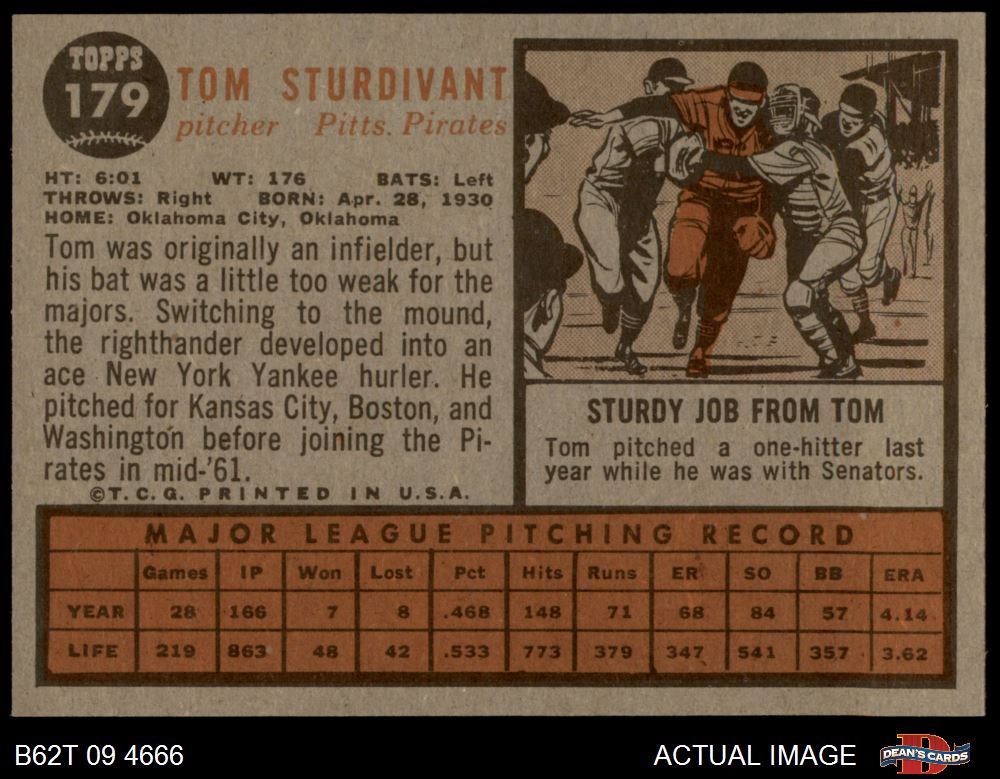 TOPPS
179
TOM STURDIVANT
pitcher Pitts. Pirates
HT: 6:01 WT: 176 BATS: Left
THROWS: Right BORN: Apr. 28, 1930
HOME: Oklahoma City, Oklahoma
Tom was originally an infielder, but
his bat was a little too weak for the
majors. Switching to the mound,
the righthander developed into an
ace New York Yankee hurler. He
pitched for Kansas City, Boston, and
Washington before joining the Pi-
rates in mid-'61.
©T.C.G. PRINTED IN U.S.A.
STURDY JOB FROM TOM
Tom pitched a one-hitter last
year while he was with Senators.
MAJOR LEAGUE PITCHING RECORD
Games IP Won Lost Pct Hits Runs ER SO BB ERA
YEAR 28 166 7 8 .468 148 71 68 84 57 4.14
LIFE 219 863 48 42 .533 773 379 347 541 357 3.62
B62T 09 4666 ACTUAL IMAGE DEAN'S CARDS